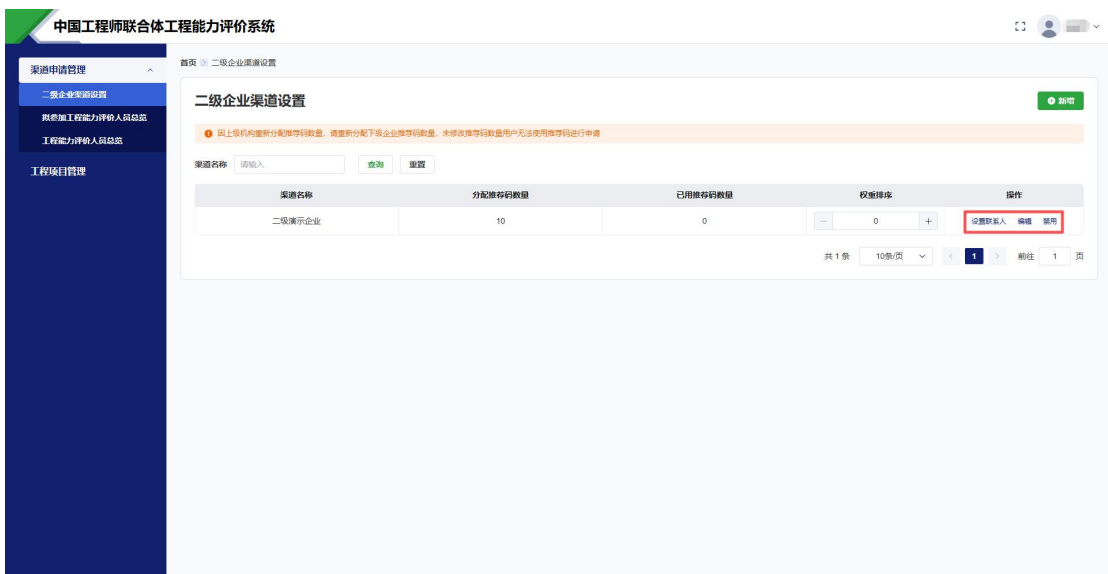 中国工程师联合体工程能力评价系统
渠道申请管理
二级企业渠道设置
拟参加工程能力评价人员总览
工程能力评价人员总览
工程项目管理
首页 二级企业渠道设置
二级企业渠道设置
新增
因上级机构重新分配推荐码数量，请重新分配下级企业推荐码数量，未修改推荐码数量用户无法使用推荐码进行申请
渠道名称 请输入 查询 重置
渠道名称 分配推荐码数量 已用推荐码数量 权重排序 操作
二级演示企业 10 0 － 0 + 设置联系人 编辑 禁用
共 1 条 10条/页 < 1 > 前往 1 页